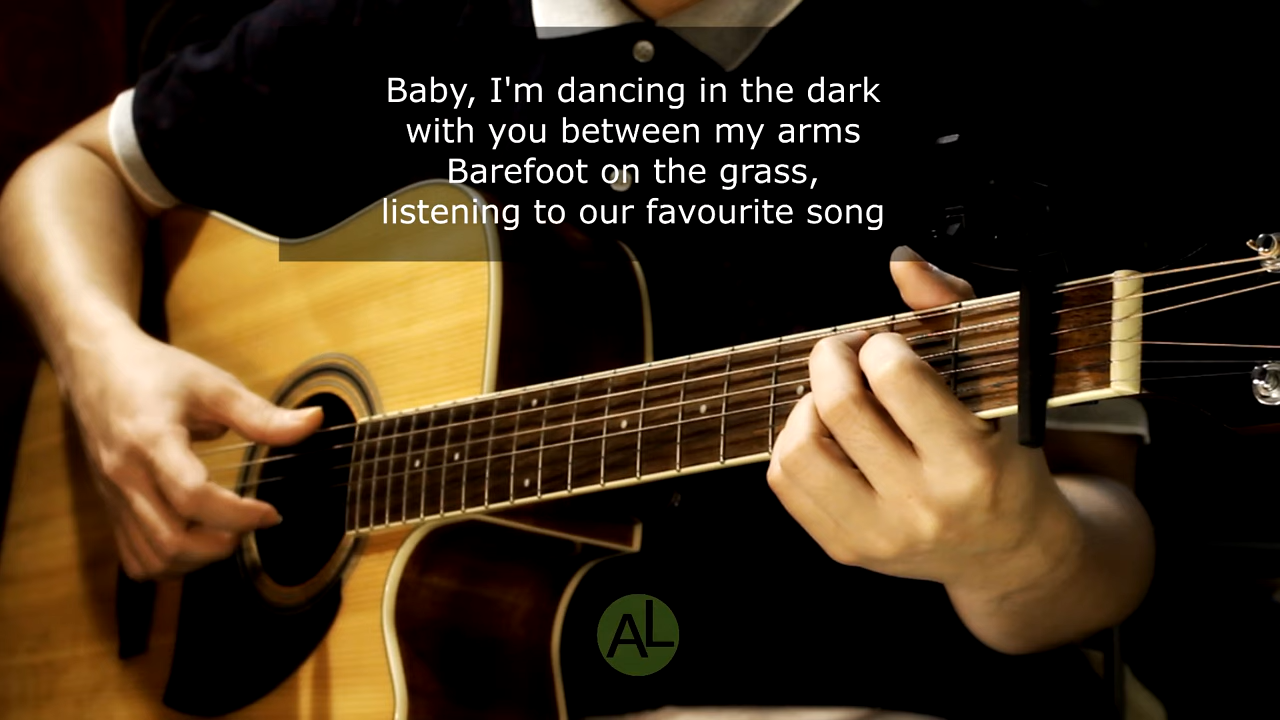 Baby, I'm dancing in the dark
with you between my arms
Barefoot on the grass,
listening to our favourite song
AL